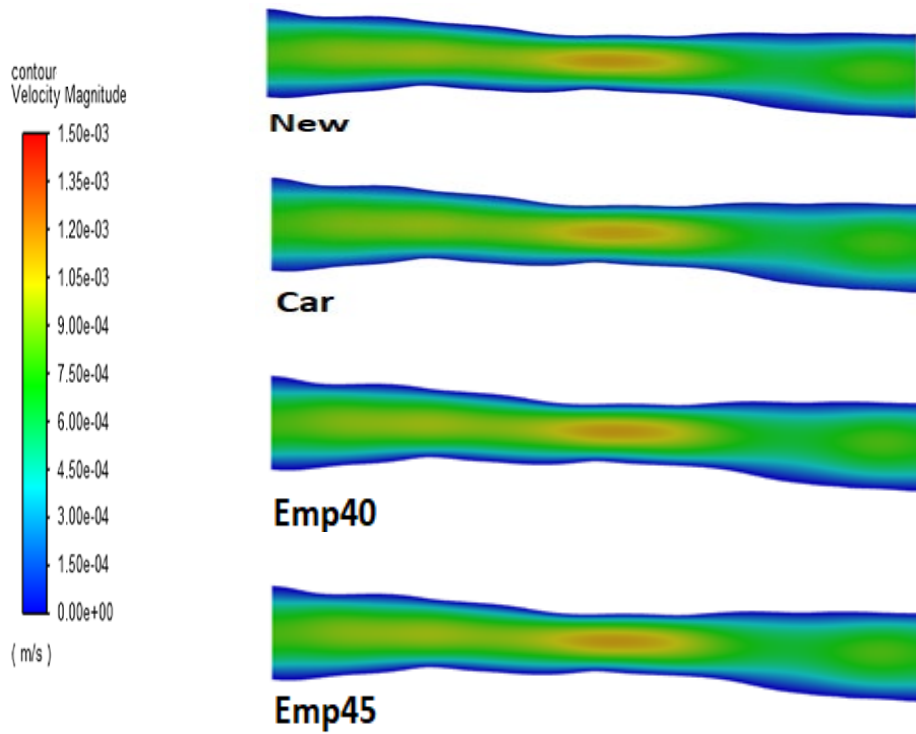 contour
Velocity Magnitude
1.50e-03
1.35e-03
1.20e-03
1.05e-03
9.00e-04
7.50e-04
6.00e-04
4.50e-04
3.00e-04
1.50e-04
0.00e+00
( m/s )
New
Car
Emp40
Emp45